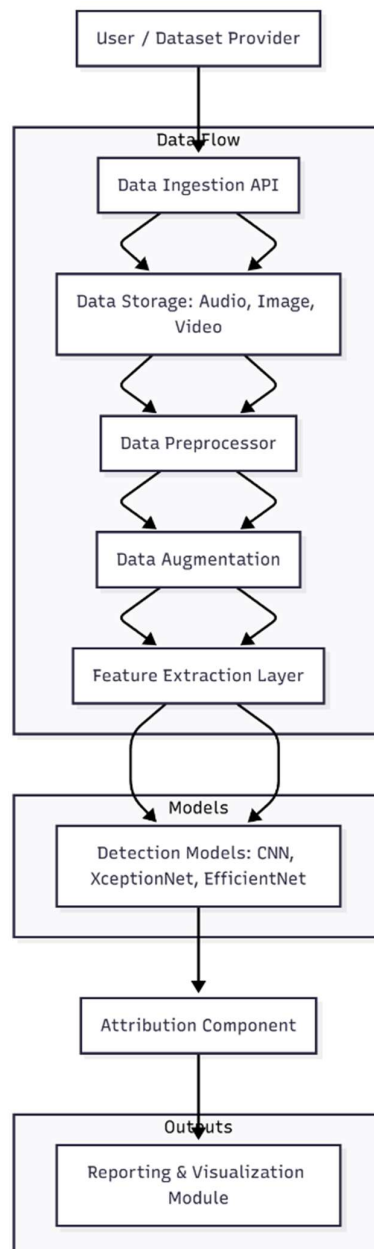 User / Dataset Provider
Data Flow
Data Ingestion API
Data Storage: Audio, Image,
Video
Data Preprocessor
Data Augmentation
Feature Extraction Layer
Models
Detection Models: CNN,
XceptionNet, EfficientNet
Attribution Component
Outputs
Reporting & Visualization
Module